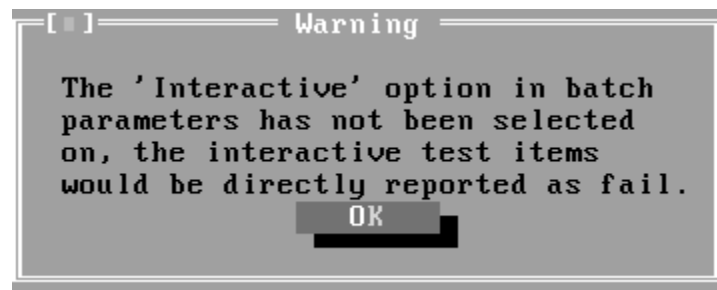 [■] Warning
The 'Interactive' option in batch
parameters has not been selected
on, the interactive test items
would be directly reported as fail.
OK